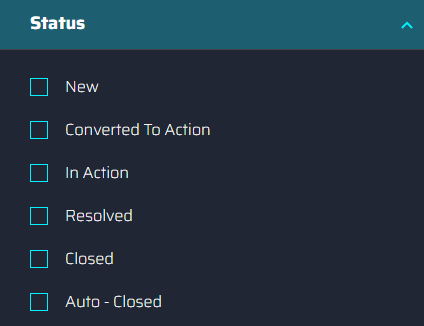 Status
New
Converted To Action
In Action
Resolved
Closed
Auto - Closed